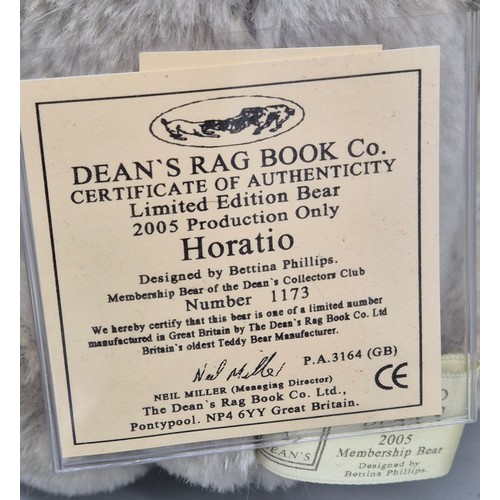 DEAN`S RAG BOOK Co.
CERTIFICATE OF AUTHENTICITY
Limited Edition Bear
2005 Production Only
Horatio
Designed by Bettina Phillips.
Membership Bear of the Dean`s Collectors Club
Number 1173
We hereby certify that this bear is one of a limited number
manufactured in Great Britain by The Dean's Rag Book Co. Ltd
Britain's oldest Teddy Bear Manufacturer.
Neil Miller
P.A.3164 (GB)
NEIL MILLER (Managing Director)
The Dean's Rag Book Co. Ltd.,
Pontypool. NP4 6YY Great Britain.
CE
DEAN'S
2005
Membership Bear
Designed by
Bettina Phillips.